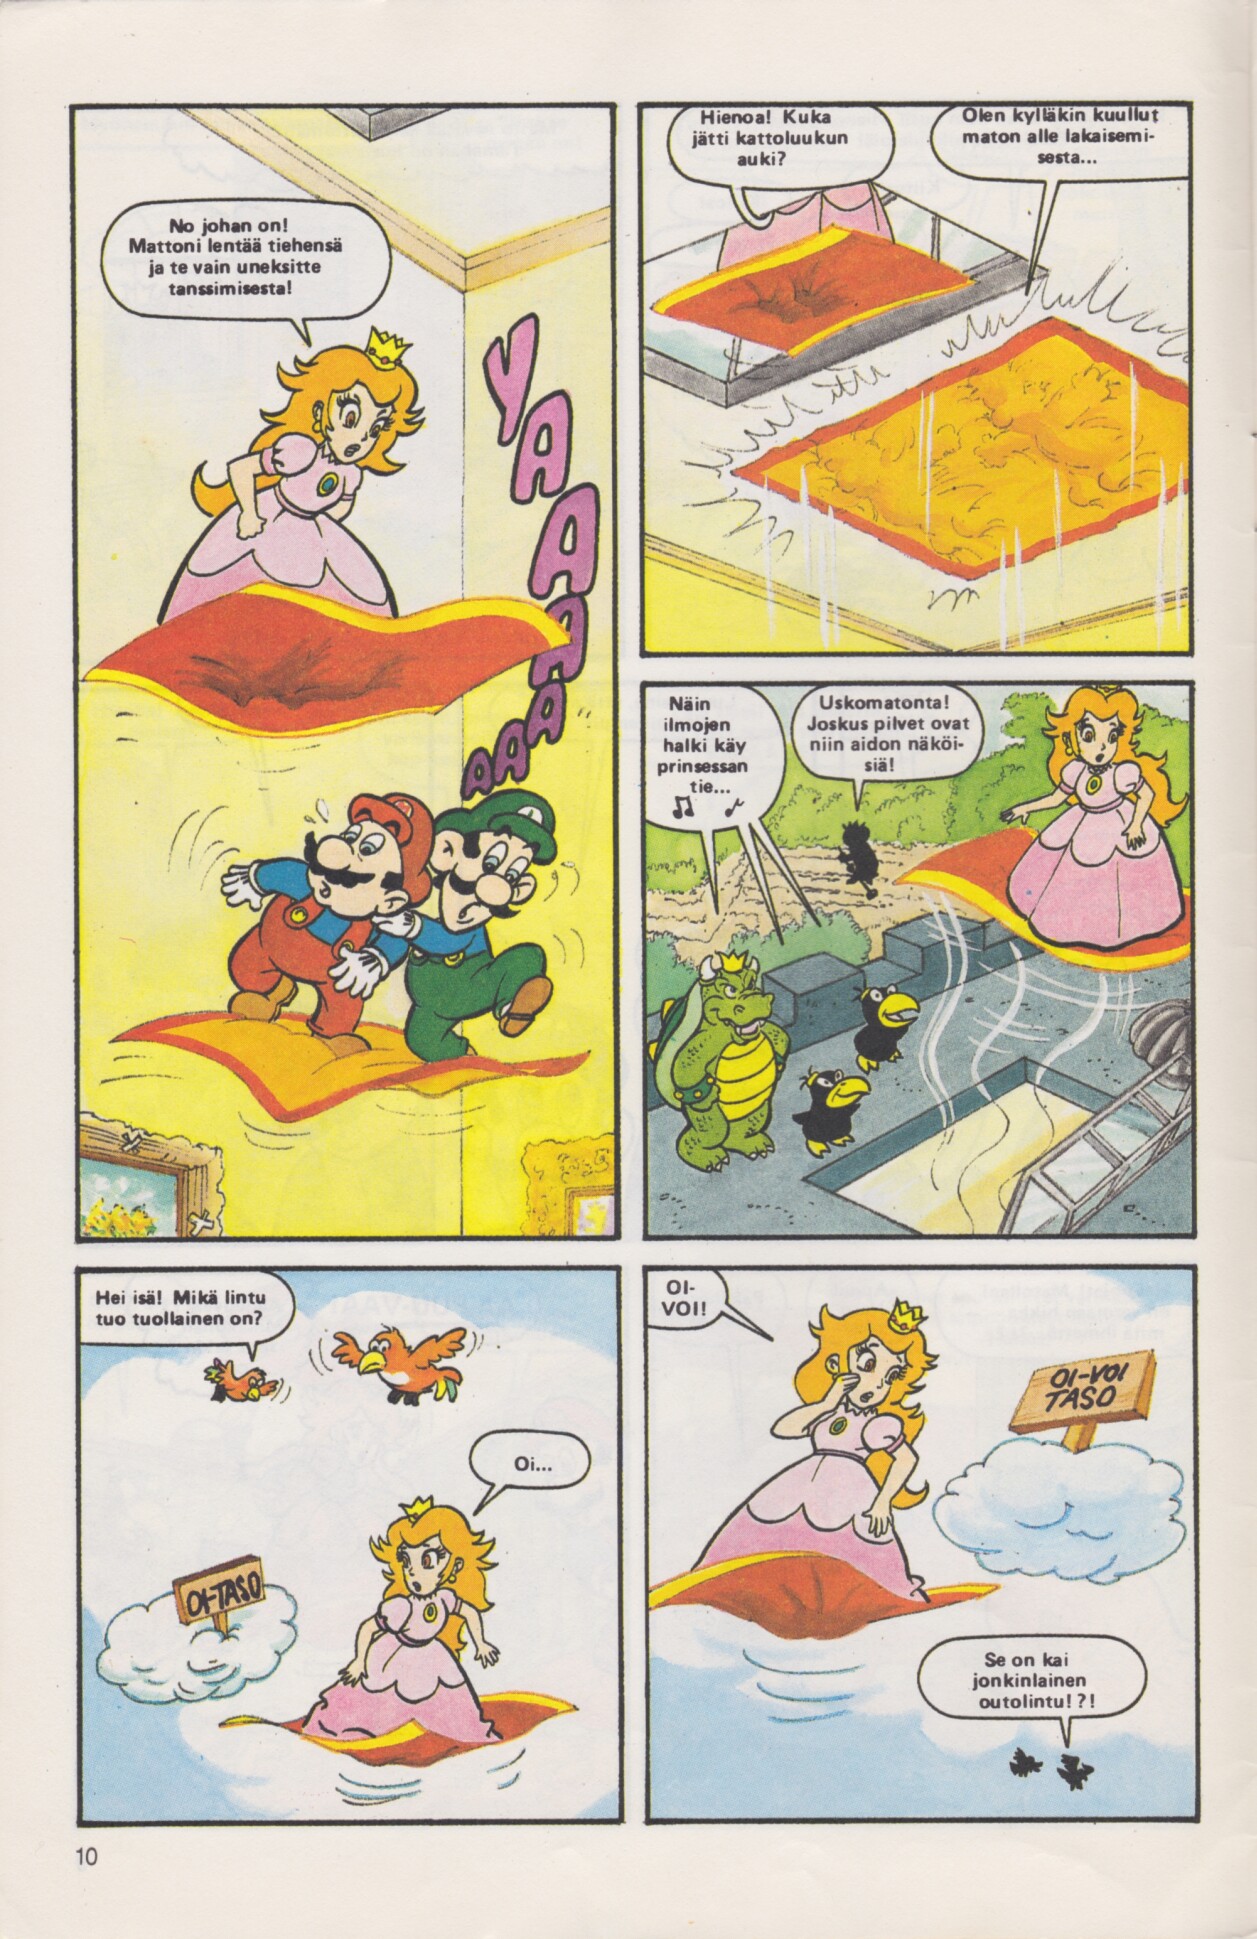 No johan on!
Mattoni lentää tiehensä
ja te vain uneksitte
tanssimisesta!
YAAAAAAAA
Hienoa! Kuka
jätti kattoluukun
auki?
Olen kylläkin kuullut
maton alle lakaisemi-
sesta...
Näin
ilmojen
halki käy
prinsessan
tie...
Uskomatonta!
Joskus pilvet ovat
niin aidon näköi-
siä!
Hei isä! Mikä lintu
tuo tuollainen on?
Oi...
OI-TASO
OI-
VOI!
OI-VOI
TASO
Se on kai
jonkinlainen
outolintu!?!
10